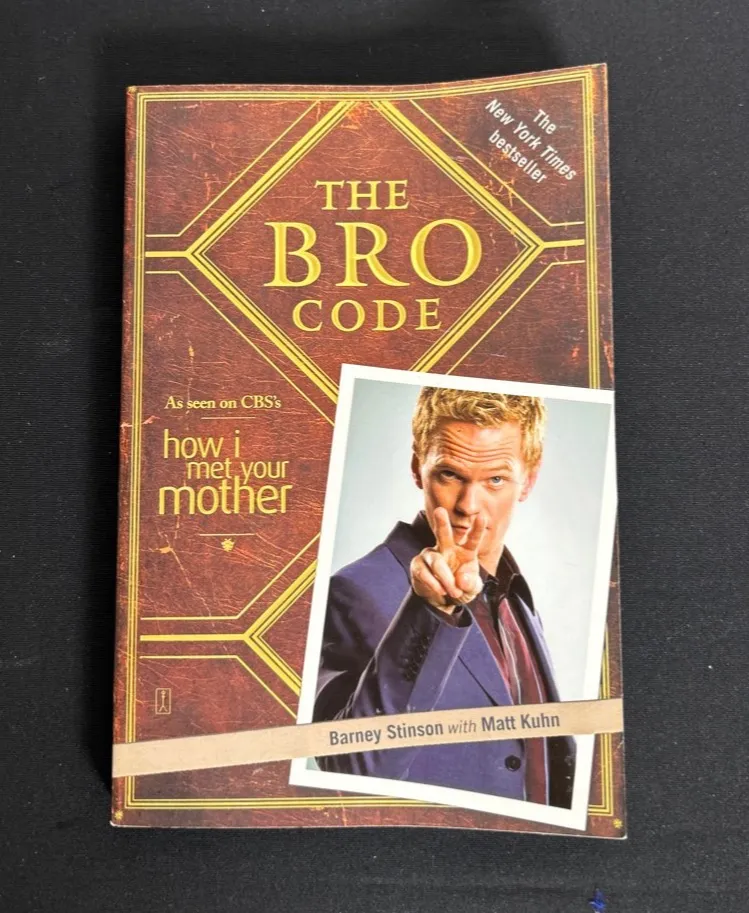 The
New York Times
bestseller
THE
BRO
CODE
As seen on CBS's
how i
met your
mother
Barney Stinson with Matt Kuhn